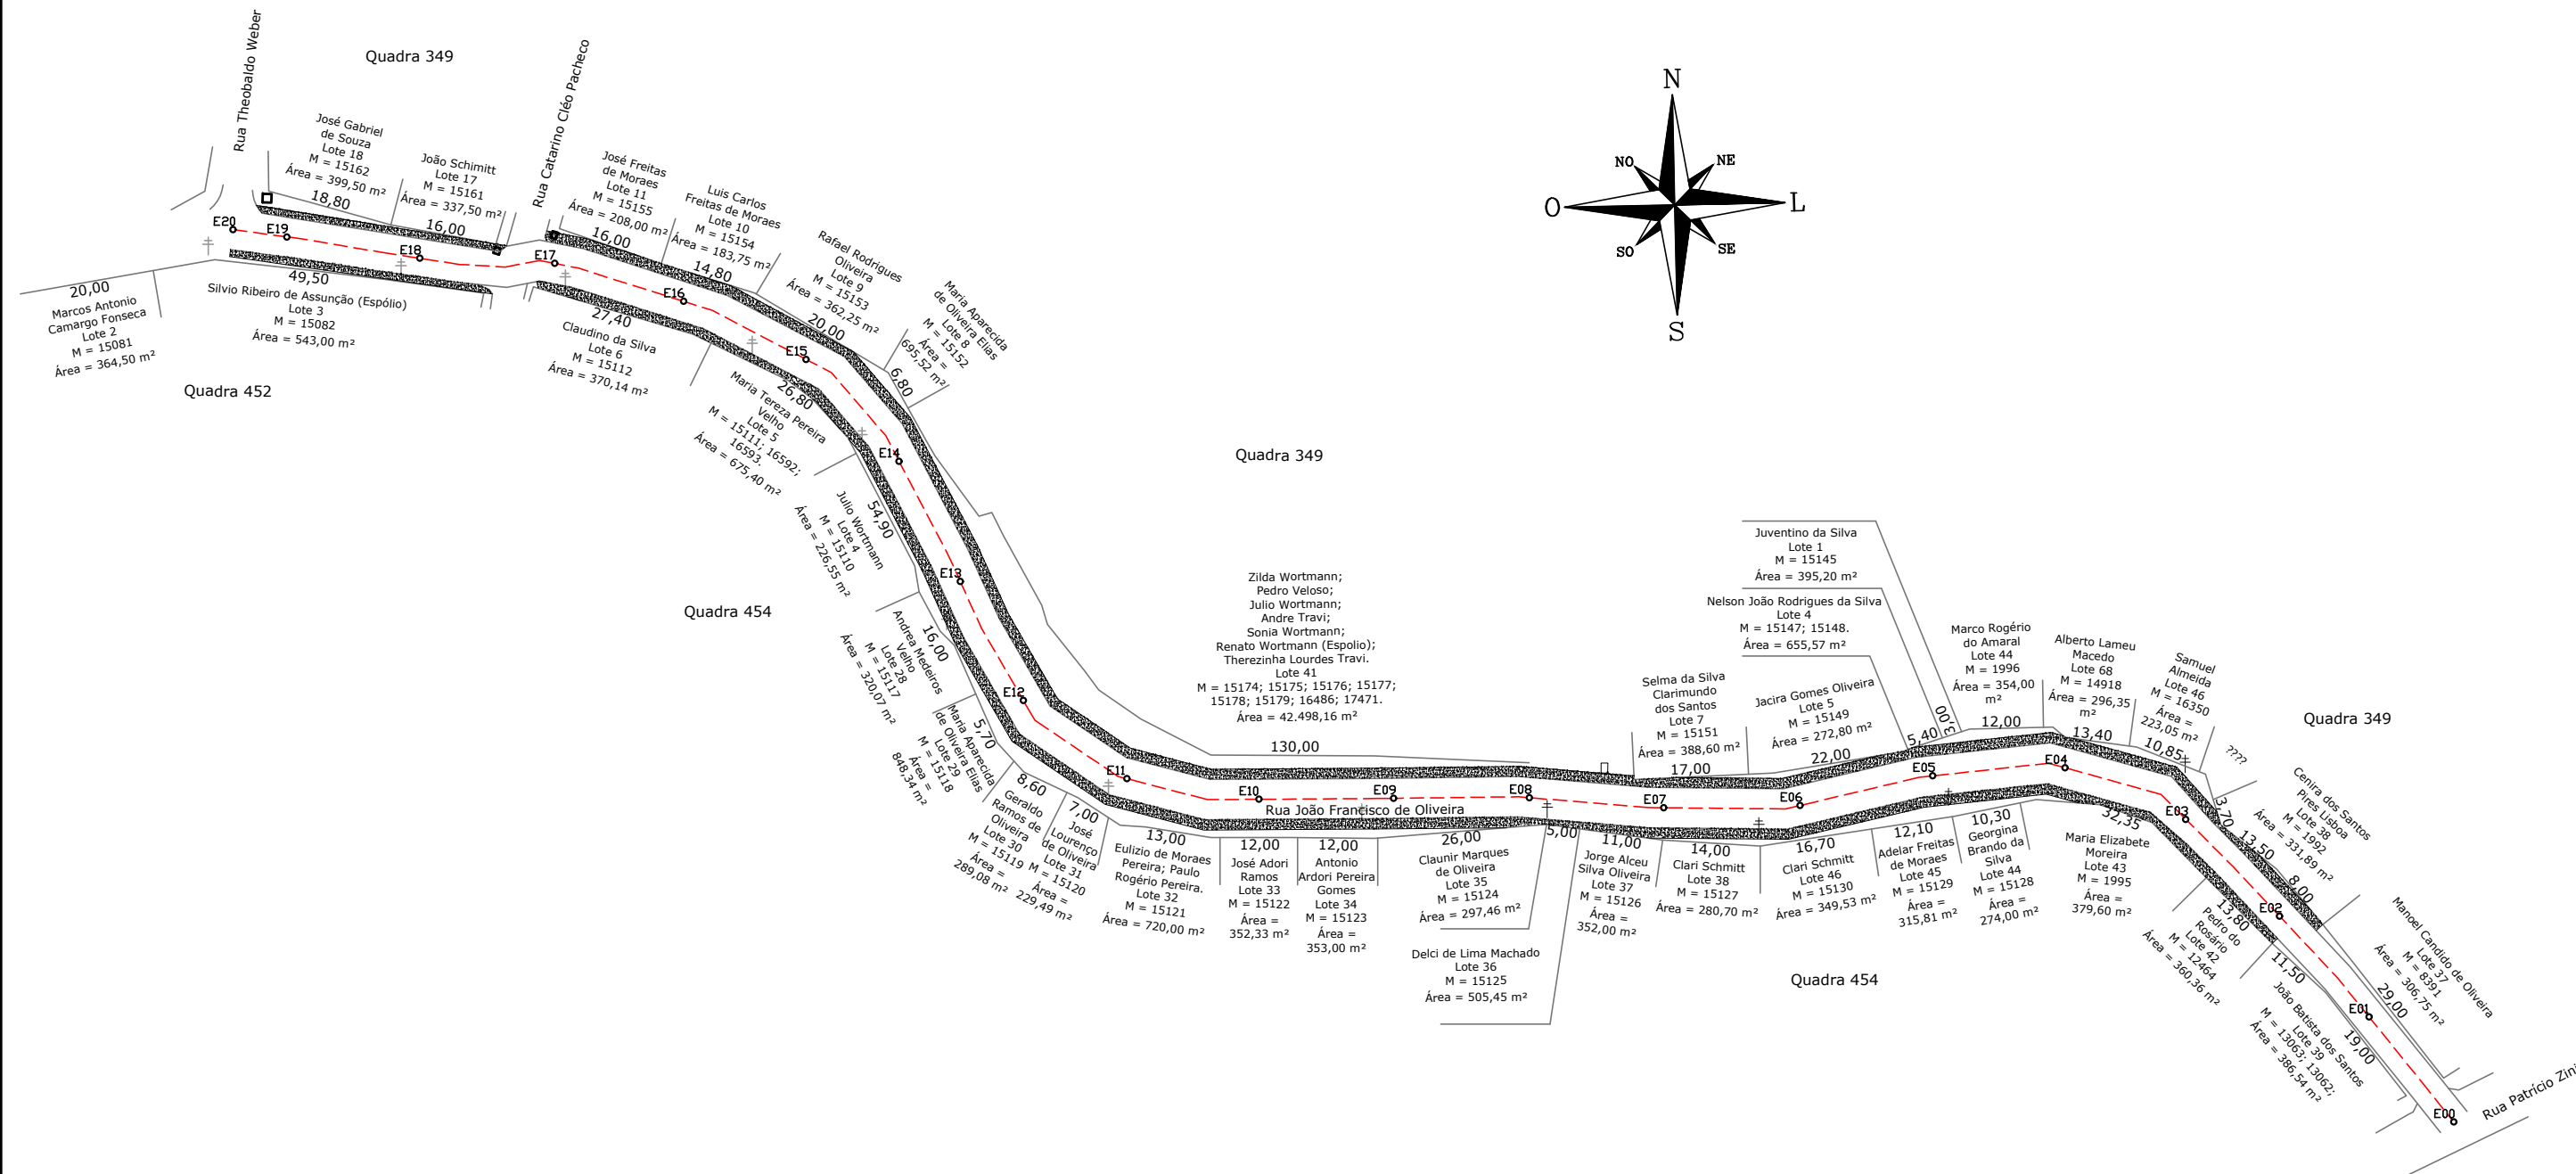 Rua Theobaldo Weber
Quadra 349
Rua Catarino Cléo Pacheco
José Gabriel
de Souza
Lote 18
M = 15162
Área = 399,50 m²
18,80
João Schimitt
Lote 17
M = 15161
Área = 337,50 m²
16,00
José Freitas
de Moraes
Lote 11
M = 15155
Área = 208,00 m²
16,00
Luis Carlos
Freitas de Moraes
Lote 10
M = 15154
Área = 183,75 m²
14,80
Rafael Rodrigues
Oliveira
Lote 9
M = 15153
Área = 362,25 m²
20,00
Maria Aparecida
de Oliveira Elias
Lote 8
M = 15152
Área =
695,52 m²
6,80
N
NO
NE
O
L
SO
SE
S
E20
E19
E18
E17
E16
E15
E14
E13
E12
E11
E10
E09
E08
E07
E06
E05
E04
E03
E02
E01
E00
20,00
Marcos Antonio
Camargo Fonseca
Lote 2
M = 15081
Área = 364,50 m²
49,50
Silvio Ribeiro de Assunção (Espólio)
Lote 3
M = 15082
Área = 543,00 m²
Quadra 452
27,40
Claudino da Silva
Lote 6
M = 15112
Área = 370,14 m²
26,80
Maria Tereza Pereira
Velho
Lote 5
M = 15111; 16592;
16593.
Área = 675,40 m²
54,90
Julio Wortmann
Lote 4
M = 15110
Área = 226,55 m²
Quadra 454
16,00
Andrea Medeiros
Velho
Lote 28
M = 15117
Área = 320,07 m²
5,70
Maria Aparecida
de Oliveira Elias
Lote 29
M = 15118
Área =
848,34 m²
8,60
Geraldo
Ramos de
Oliveira
Lote 30
M = 15119
Área =
289,08 m²
7,00
José
Lourenço
de Oliveira
Lote 31
M = 15120
Área =
229,49 m²
13,00
Eulizio de Moraes
Pereira; Paulo
Rogério Pereira.
Lote 32
M = 15121
Área = 720,00 m²
12,00
José Adori
Ramos
Lote 33
M = 15122
Área =
352,33 m²
12,00
Antonio
Ardori Pereira
Gomes
Lote 34
M = 15123
Área =
353,00 m²
26,00
Claunir Marques
de Oliveira
Lote 35
M = 15124
Área = 297,46 m²
5,00
Delci de Lima Machado
Lote 36
M = 15125
Área = 505,45 m²
11,00
Jorge Alceu
Silva Oliveira
Lote 37
M = 15126
Área =
352,00 m²
14,00
Clari Schmitt
Lote 38
M = 15127
Área = 280,70 m²
16,70
Clari Schmitt
Lote 46
M = 15130
Área = 349,53 m²
12,10
Adelar Freitas
de Moraes
Lote 45
M = 15129
Área =
315,81 m²
10,30
Georgina
Brando da
Silva
Lote 44
M = 15128
Área =
274,00 m²
32,35
Maria Elizabete
Moreira
Lote 43
M = 1995
Área =
379,60 m²
13,80
Pedro do
Rosário
Lote 42
M = 12464
Área = 360,36 m²
11,50
João Batista dos Santos
Lote 39
M = 13063; 13062;
Área = 386,54 m²
19,00
Quadra 454
Quadra 349
Zilda Wortmann;
Pedro Veloso;
Julio Wortmann;
Andre Travi;
Sonia Wortmann;
Renato Wortmann (Espolio);
Therezinha Lourdes Travi.
Lote 41
M = 15174; 15175; 15176; 15177;
15178; 15179; 16486; 17471.
Área = 42.498,16 m²
130,00
Rua João Francisco de Oliveira
Selma da Silva
Clarimundo
dos Santos
Lote 7
M = 15151
Área = 388,60 m²
17,00
Jacira Gomes Oliveira
Lote 5
M = 15149
Área = 272,80 m²
22,00
Juventino da Silva
Lote 1
M = 15145
Área = 395,20 m²
Nelson João Rodrigues da Silva
Lote 4
M = 15147; 15148.
Área = 655,57 m²
5,40
3,00
Marco Rogério
do Amaral
Lote 44
M = 1996
Área = 354,00
m²
12,00
Alberto Lameu
Macedo
Lote 68
M = 14918
Área = 296,35
m²
13,40
Samuel
Almeida
Lote 46
M = 16350
Área =
223,05 m²
10,85
????
3,70
Quadra 349
Cenira dos Santos
Pires Lisboa
Lote 38
M = 1992
Área = 331,89 m²
13,50
8,00
Manoel Candido de Oliveira
Lote 37
M = 8391
Área = 306,75 m²
29,00
Rua Patrício Zini